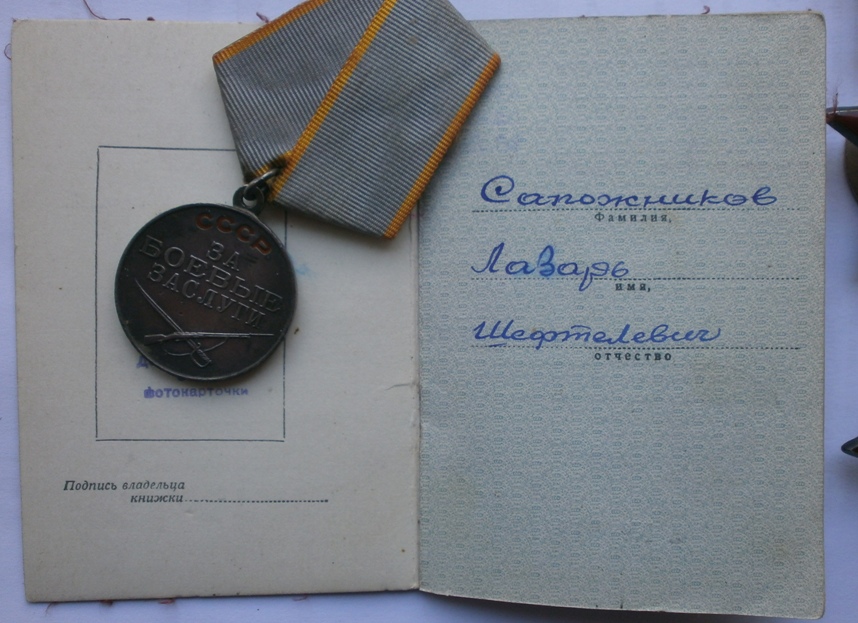 СССР
ЗА
БОЕВЫЕ
ЗАСЛУГИ
фотокарточки
Подпись владельца
книжки
Сапожников
Фамилия,
Лазарь
имя,
Шефтелевич
отчество